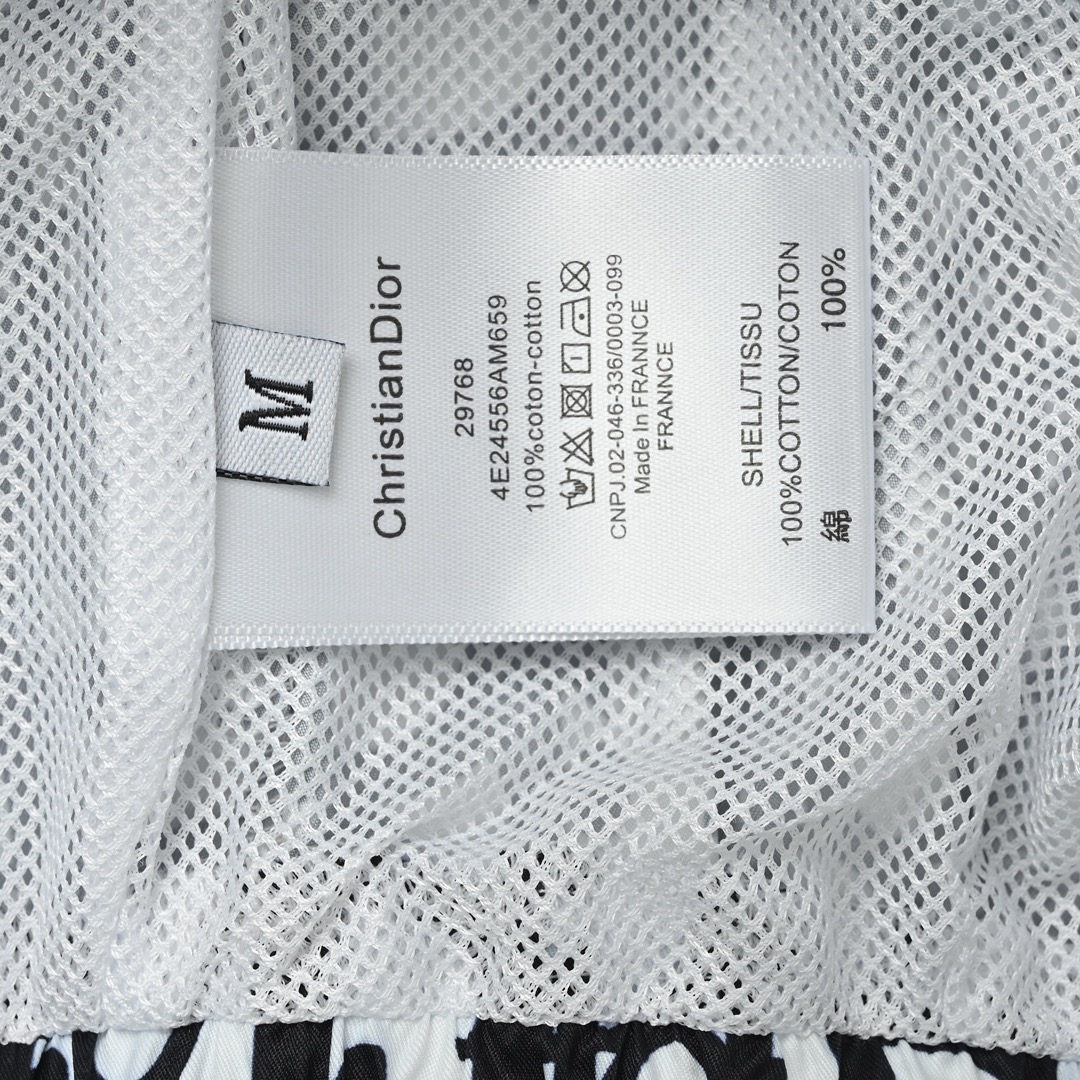 M
ChristianDior
29768
4E24556AM659
100%coton-cotton
CNPJ.02-046-336/0003-099
Made In FRANNCE
FRANNCE
SHELL/TISSU
100%COTTON/COTON
綿 100%